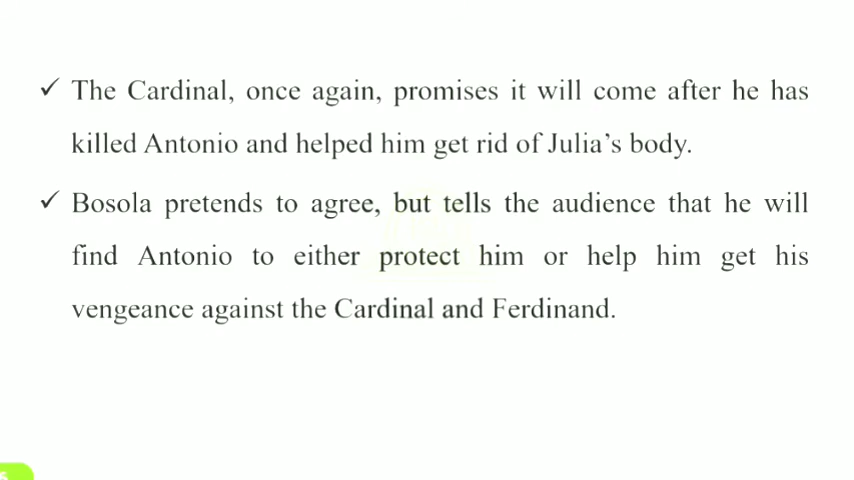 ✓ The Cardinal, once again, promises it will come after he has
killed Antonio and helped him get rid of Julia’s body.
✓ Bosola pretends to agree, but tells the audience that he will
find Antonio to either protect him or help him get his
vengeance against the Cardinal and Ferdinand.